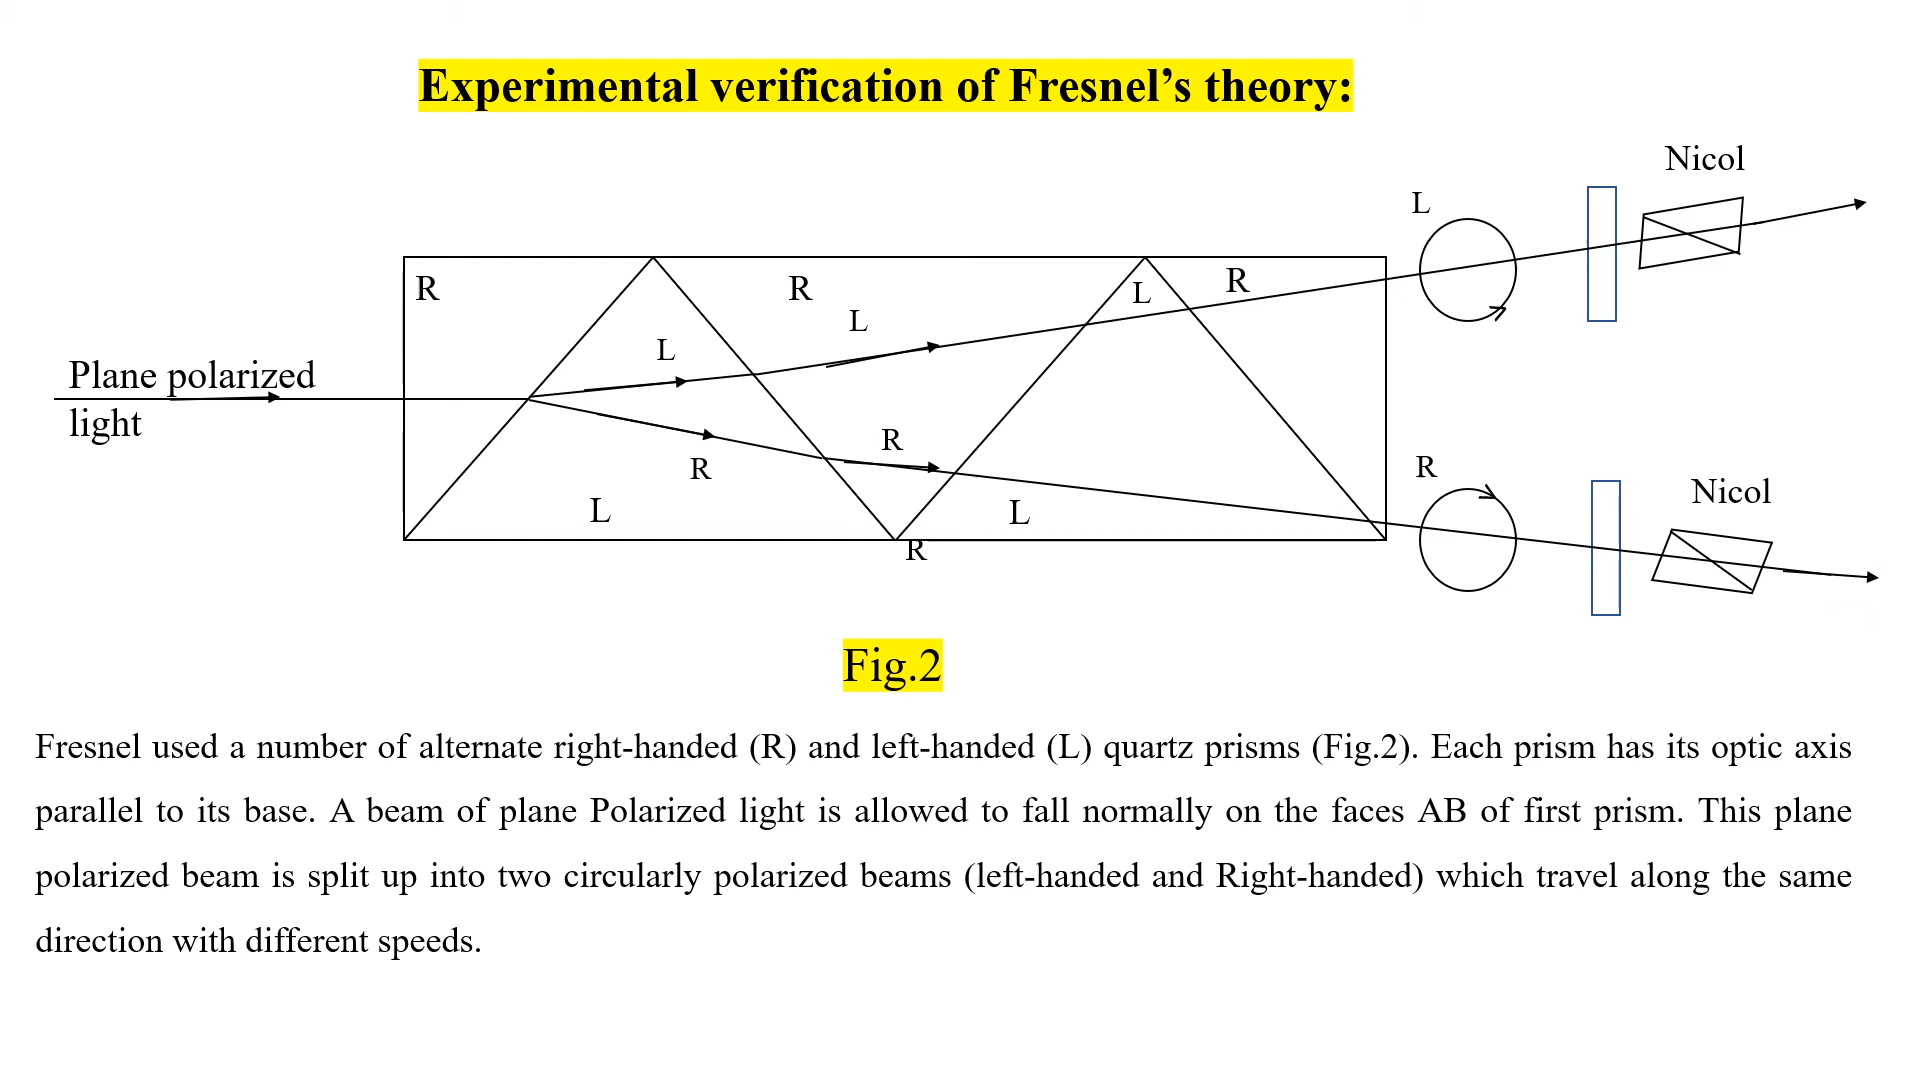 Experimental verification of Fresnel’s theory:
Nicol
L
R
R
L
R
L
L
Plane polarized
light
R
R
R
L
L
R
Nicol
Fig.2
Fresnel used a number of alternate right-handed (R) and left-handed (L) quartz prisms (Fig.2). Each prism has its optic axis
parallel to its base. A beam of plane Polarized light is allowed to fall normally on the faces AB of first prism. This plane
polarized beam is split up into two circularly polarized beams (left-handed and Right-handed) which travel along the same
direction with different speeds.